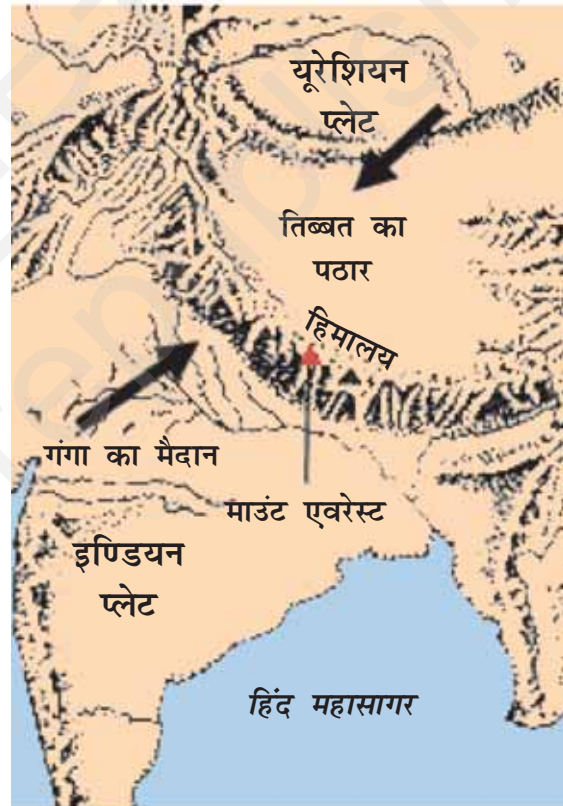 यूरेशियन
प्लेट
तिब्बत का
पठार
हिमालय
गंगा का मैदान
माउंट एवरेस्ट
इण्डियन
प्लेट
हिंद महासागर